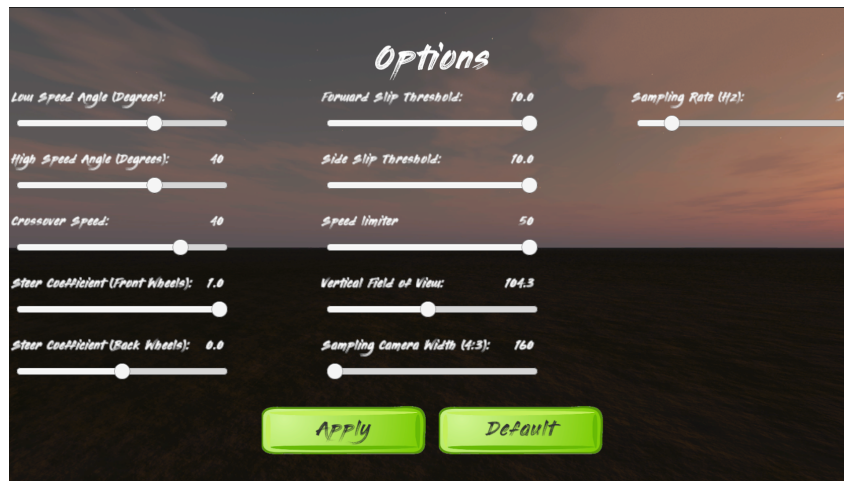 Options
Low Speed Angle (Degrees): 40
High Speed Angle (Degrees): 40
Crossover Speed: 40
Steer Coefficient (Front Wheels): 1.0
Steer Coefficient (Back Wheels): 0.0
Forward Slip Threshold: 10.0
Side Slip Threshold: 10.0
Speed limiter 50
Vertical Field of View: 104.3
Sampling Camera Width (4:3): 160
Sampling Rate (Hz):
Apply
Default